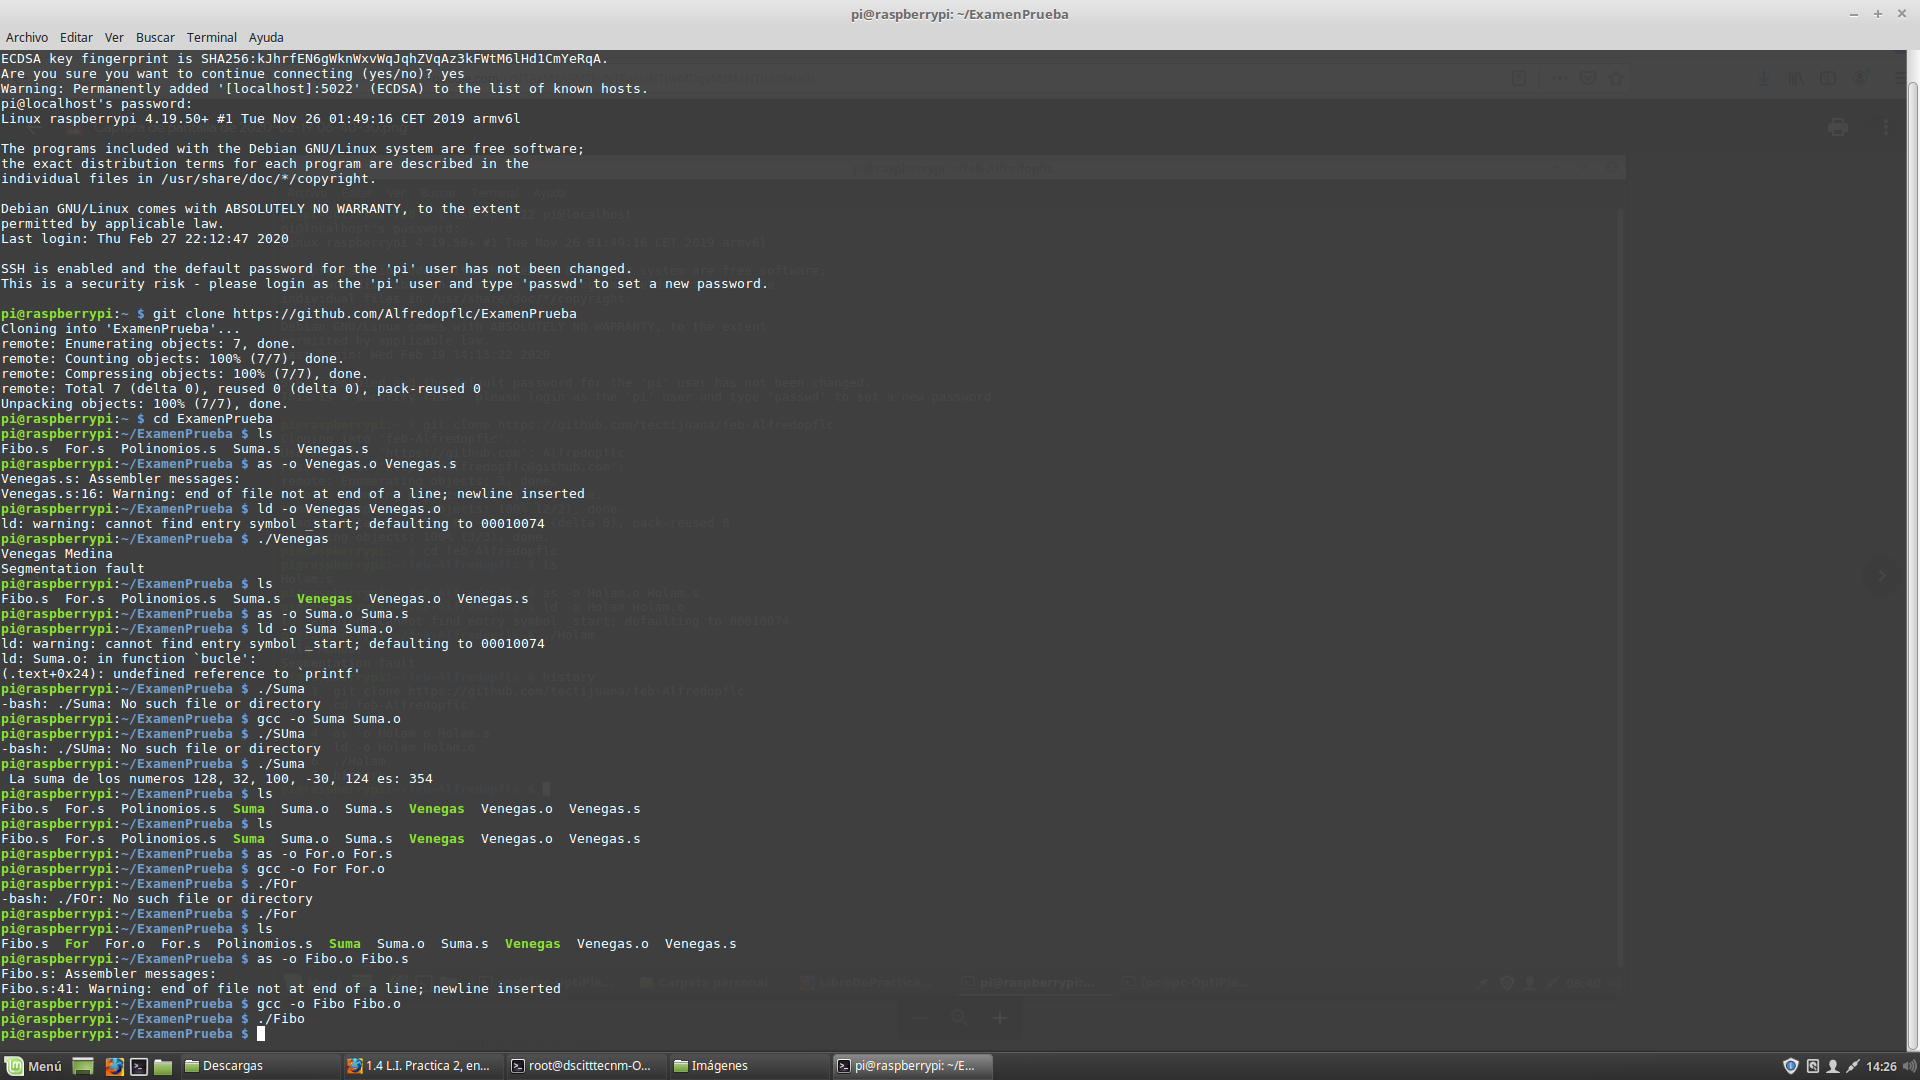 pi@raspberrypi: ~/ExamenPrueba
Archivo Editar Ver Buscar Terminal Ayuda
ECDSA key fingerprint is SHA256:kJhrfEN6gWknWxvWqJqhZVqAz3kFWtM6lHd1CmYeRqA.
Are you sure you want to continue connecting (yes/no)? yes
Warning: Permanently added '[localhost]:5022' (ECDSA) to the list of known hosts.
pi@localhost's password:
Linux raspberrypi 4.19.50+ #1 Tue Nov 26 01:49:16 CET 2019 armv6l
The programs included with the Debian GNU/Linux system are free software;
the exact distribution terms for each program are described in the
individual files in /usr/share/doc/*/copyright.
Debian GNU/Linux comes with ABSOLUTELY NO WARRANTY, to the extent
permitted by applicable law.
Last login: Thu Feb 27 22:12:47 2020
SSH is enabled and the default password for the 'pi' user has not been changed.
This is a security risk - please login as the 'pi' user and type 'passwd' to set a new password.
pi@raspberrypi:~ $ git clone https://github.com/Alfredopflc/ExamenPrueba
Cloning into 'ExamenPrueba'...
remote: Enumerating objects: 7, done.
remote: Counting objects: 100% (7/7), done.
remote: Compressing objects: 100% (7/7), done.
remote: Total 7 (delta 0), reused 0 (delta 0), pack-reused 0
Unpacking objects: 100% (7/7), done.
pi@raspberrypi:~ $ cd ExamenPrueba
pi@raspberrypi:~/ExamenPrueba $ ls
Fibo.s For.s Polinomios.s Suma.s Venegas.s
pi@raspberrypi:~/ExamenPrueba $ as -o Venegas.o Venegas.s
Venegas.s: Assembler messages:
Venegas.s:16: Warning: end of file not at end of a line; newline inserted
pi@raspberrypi:~/ExamenPrueba $ ld -o Venegas Venegas.o
ld: warning: cannot find entry symbol _start; defaulting to 00010074
pi@raspberrypi:~/ExamenPrueba $ ./Venegas
Venegas Medina
Segmentation fault
pi@raspberrypi:~/ExamenPrueba $ ls
Fibo.s For.s Polinomios.s Suma.s Venegas Venegas.o Venegas.s
pi@raspberrypi:~/ExamenPrueba $ as -o Suma.o Suma.s
pi@raspberrypi:~/ExamenPrueba $ ld -o Suma Suma.o
ld: warning: cannot find entry symbol _start; defaulting to 00010074
ld: Suma.o: in function `bucle':
(.text+0x24): undefined reference to `printf'
pi@raspberrypi:~/ExamenPrueba $ ./Suma
-bash: ./Suma: No such file or directory
pi@raspberrypi:~/ExamenPrueba $ gcc -o Suma Suma.o
pi@raspberrypi:~/ExamenPrueba $ ./SUma
-bash: ./SUma: No such file or directory
pi@raspberrypi:~/ExamenPrueba $ ./Suma
La suma de los numeros 128, 32, 100, -30, 124 es: 354
pi@raspberrypi:~/ExamenPrueba $ ls
Fibo.s For.s Polinomios.s Suma Suma.o Suma.s Venegas Venegas.o Venegas.s
pi@raspberrypi:~/ExamenPrueba $ ls
Fibo.s For.s Polinomios.s Suma Suma.o Suma.s Venegas Venegas.o Venegas.s
pi@raspberrypi:~/ExamenPrueba $ as -o For.o For.s
pi@raspberrypi:~/ExamenPrueba $ gcc -o For For.o
pi@raspberrypi:~/ExamenPrueba $ ./FOr
-bash: ./FOr: No such file or directory
pi@raspberrypi:~/ExamenPrueba $ ./For
pi@raspberrypi:~/ExamenPrueba $ ls
Fibo.s For For.o For.s Polinomios.s Suma Suma.o Suma.s Venegas Venegas.o Venegas.s
pi@raspberrypi:~/ExamenPrueba $ as -o Fibo.o Fibo.s
Fibo.s: Assembler messages:
Fibo.s:41: Warning: end of file not at end of a line; newline inserted
pi@raspberrypi:~/ExamenPrueba $ gcc -o Fibo Fibo.o
pi@raspberrypi:~/ExamenPrueba $ ./Fibo
pi@raspberrypi:~/ExamenPrueba $
Menú Descargas 1.4 L.I. Practica 2, en... root@dscitttecnm-O... Imágenes pi@raspberrypi: ~/E... 14:26